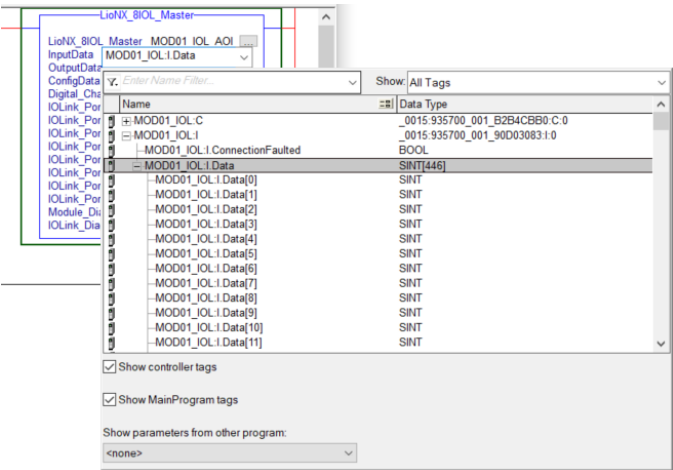 LioNX_8IOL_Master
LioNX_8IOL_Master MOD01_IOL_AOI ...
InputData MOD01_IOL:I.Data
OutputData
ConfigData Enter Name Filter... Show: All Tags
Digital_Cha
IOLink_Por Name Data Type
IOLink_Por MOD01_IOL:C _0015:935700_001_B2B4CBB0:C:0
IOLink_Por MOD01_IOL:I _0015:935700_001_90D03083:I:0
IOLink_Por MOD01_IOL:I.ConnectionFaulted BOOL
IOLink_Por MOD01_IOL:I.Data SINT[446]
IOLink_Por MOD01_IOL:I.Data[0] SINT
IOLink_Por MOD01_IOL:I.Data[1] SINT
IOLink_Por MOD01_IOL:I.Data[2] SINT
Module_Dia MOD01_IOL:I.Data[3] SINT
IOLink_Dia MOD01_IOL:I.Data[4] SINT
MOD01_IOL:I.Data[5] SINT
MOD01_IOL:I.Data[6] SINT
MOD01_IOL:I.Data[7] SINT
MOD01_IOL:I.Data[8] SINT
MOD01_IOL:I.Data[9] SINT
MOD01_IOL:I.Data[10] SINT
MOD01_IOL:I.Data[11] SINT
Show controller tags
Show MainProgram tags
Show parameters from other program:
<none>